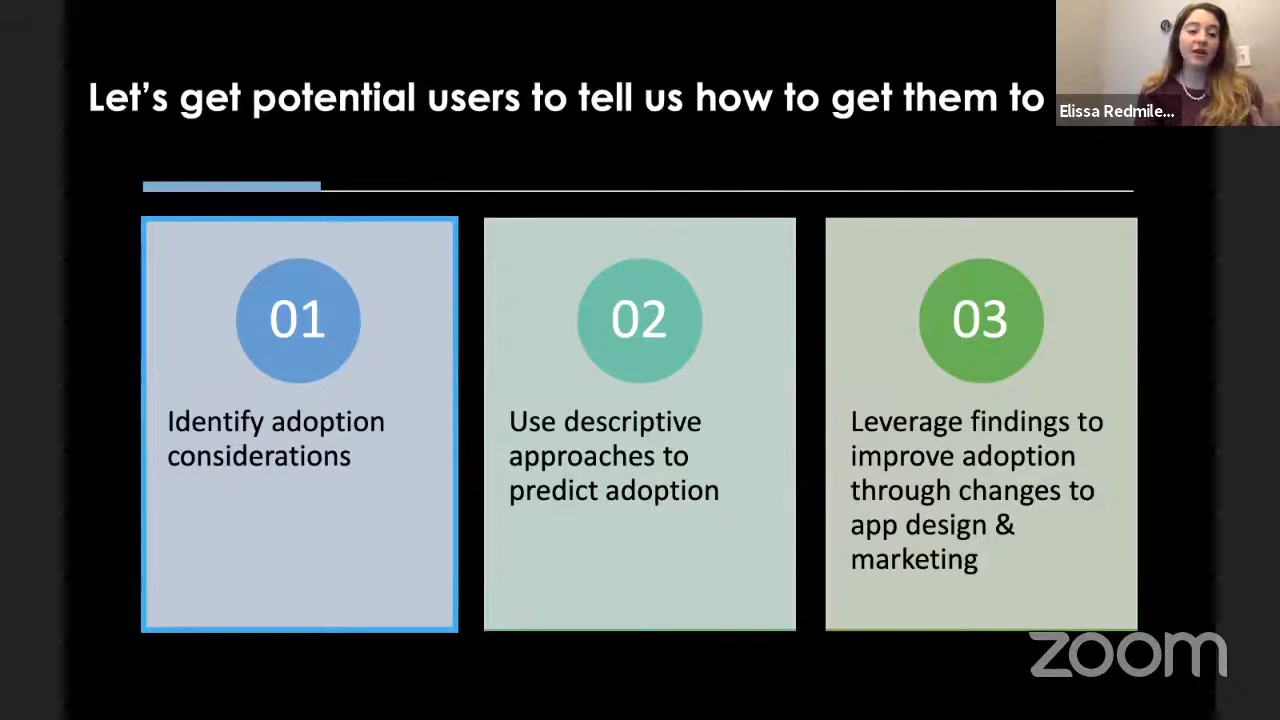 Let's get potential users to tell us how to get them to
Elissa Redmile...
01
Identify adoption
considerations
02
Use descriptive
approaches to
predict adoption
03
Leverage findings to
improve adoption
through changes to
app design &
marketing
zoom